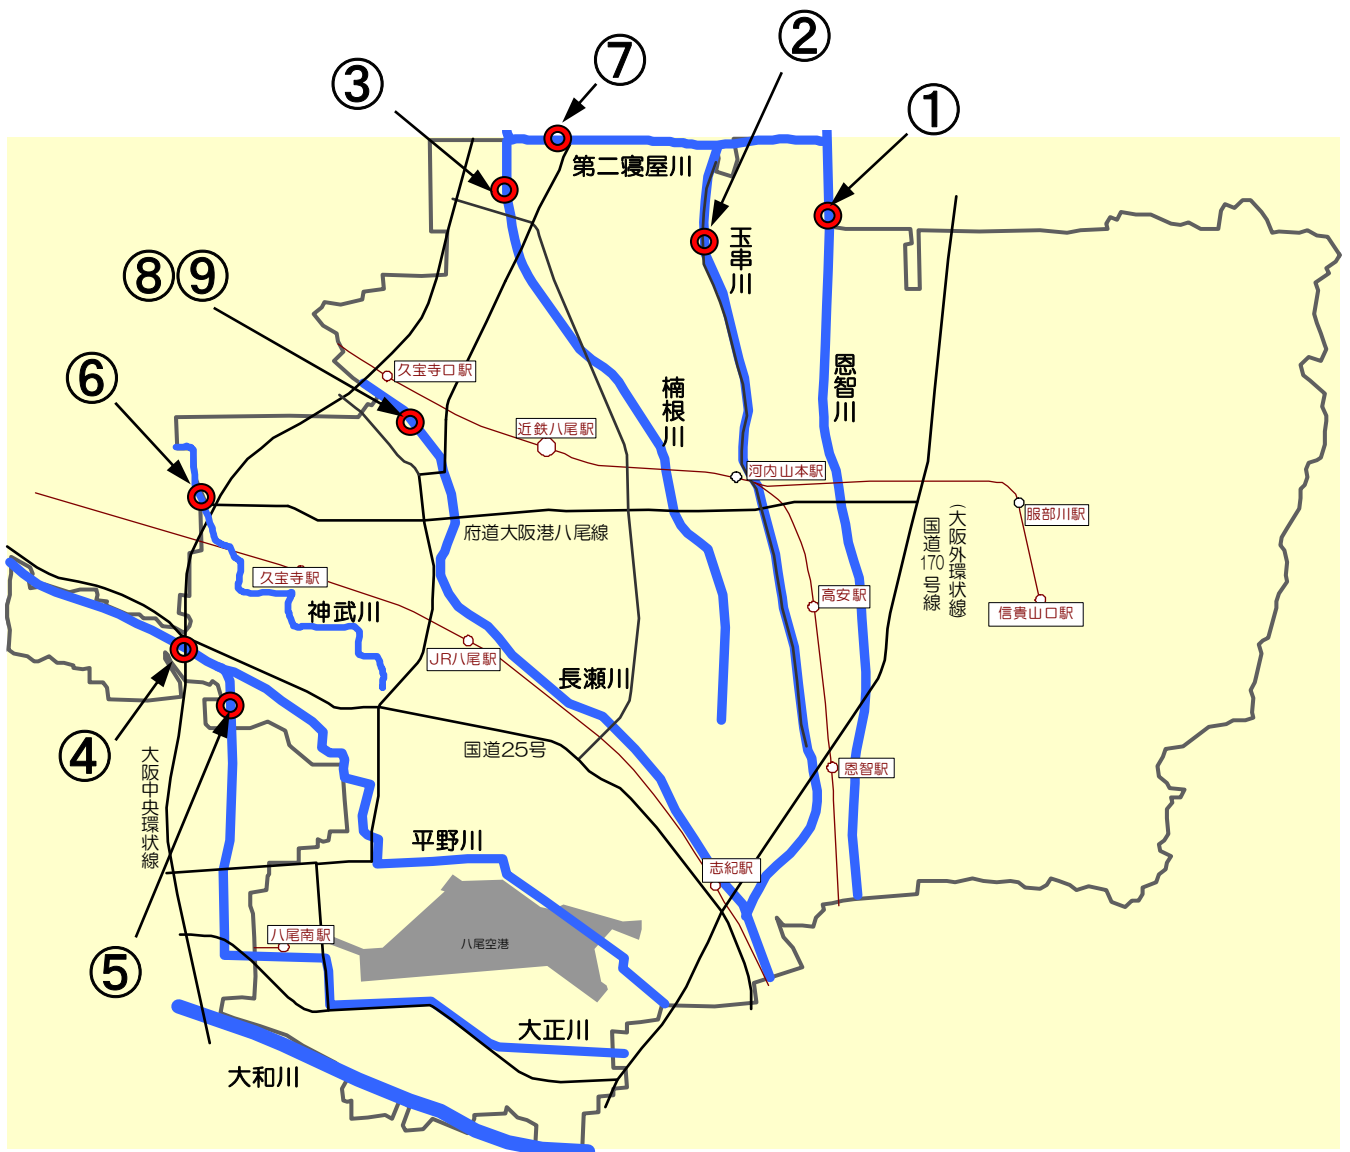 ②
⑦
③
①
第二寝屋川
玉串川
⑧⑨
恩智川
⑥
久宝寺口駅
楠根川
近鉄八尾駅
河内山本駅
府道大阪港八尾線
国道170号線
(大阪外環状線)
服部川駅
久宝寺駅
神武川
高安駅
信貴山口駅
JR八尾駅
長瀬川
④
大阪中央環状線
国道25号
恩智駅
平野川
志紀駅
八尾南駅
八尾空港
⑤
大正川
大和川